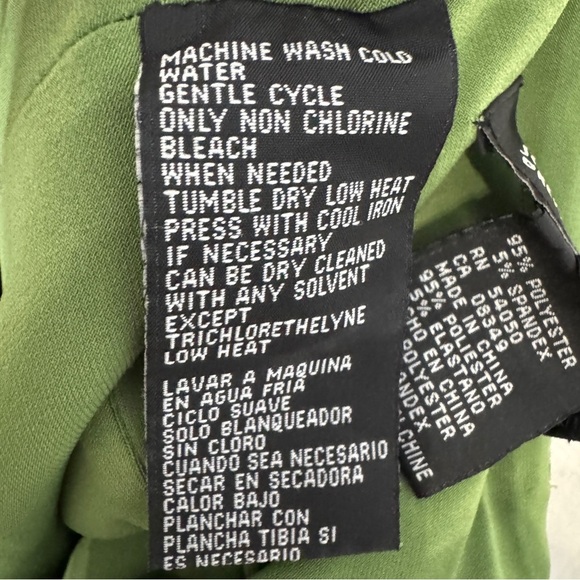 MACHINE WASH COLD
WATER
GENTLE CYCLE
ONLY NON CHLORINE
BLEACH
WHEN NEEDED
TUMBLE DRY LOW HEAT
PRESS WITH COOL IRON
IF NECESSARY
CAN BE DRY CLEANED
WITH ANY SOLVENT
EXCEPT
TRICHLORETHELYNE
LOW HEAT
LAVAR A MAQUINA
EN AGUA FRIA
CICLO SUAVE
SOLO BLANQUEADOR
SIN CLORO
CUANDO SEA NECESARIO
SECAR EN SECADORA
CALOR BAJO
PLANCHAR CON
PLANCHA TIBIA SI
ES NECESARIO
95% POLYESTER
5% SPANDEX
RN 54050
CA 08349
MADE IN CHINA
95% POLIESTER
5% ELASTANO
HO EN CHINA
POLYESTER
NDEX
CHINE